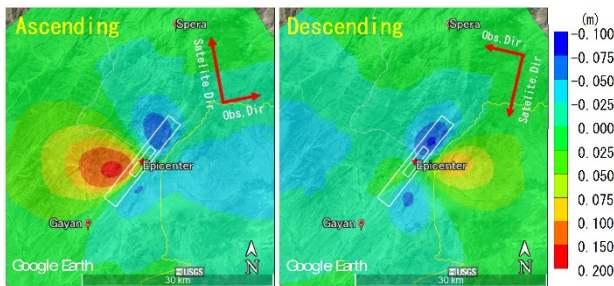 Ascending
Spera
Satellite.Dir
Obs.Dir
Epicenter
Gayan
Google Earth
USGS
30 km
N
Descending
Spera
Obs.Dir
Satellite.Dir
Epicenter
Gayan
Google Earth
USGS
30 km
N
(m)
-0.100
-0.075
-0.050
-0.025
0.000
0.025
0.050
0.075
0.100
0.150
0.200